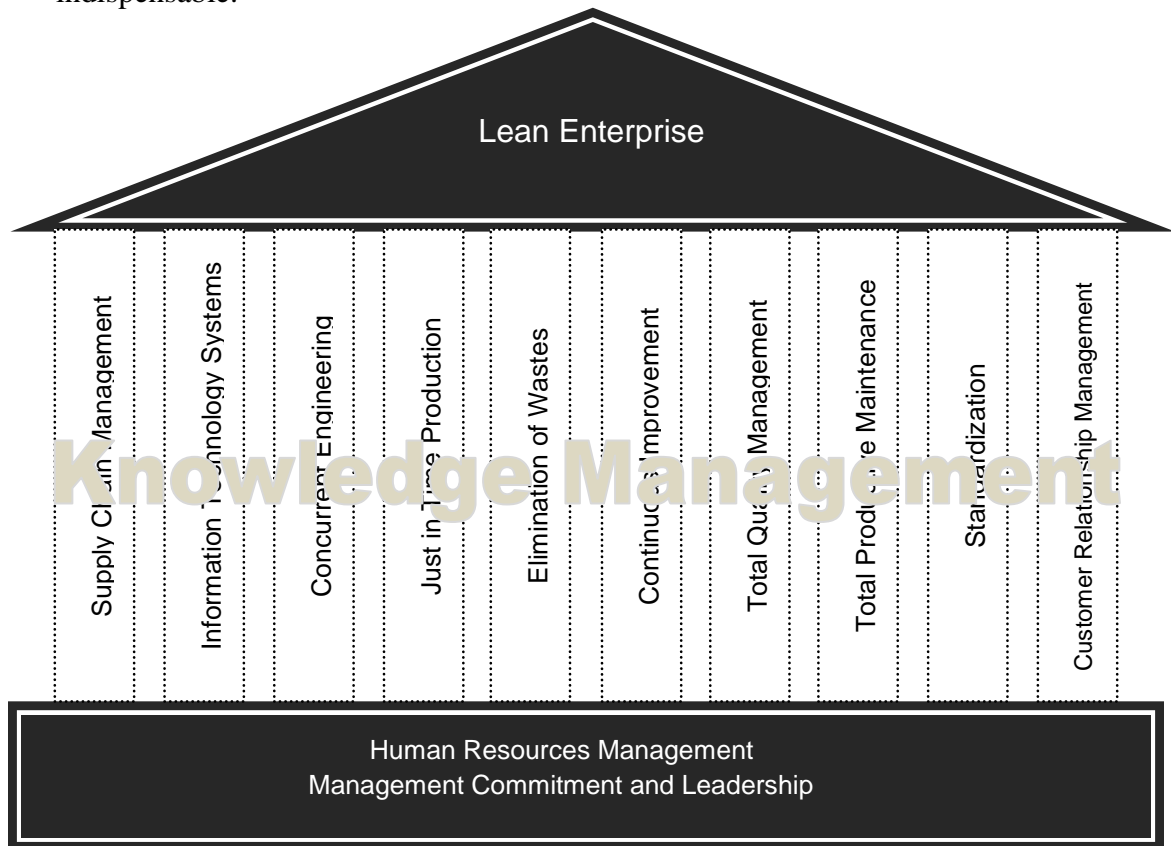 indispensable.
Lean Enterprise
Supply Chain Management
Information Technology Systems
Concurrent Engineering
Just in Time Production
Elimination of Wastes
Continuous Improvement
Total Quality Management
Total Productive Maintenance
Standardization
Customer Relationship Management
Knowledge Management
Human Resources Management
Management Commitment and Leadership